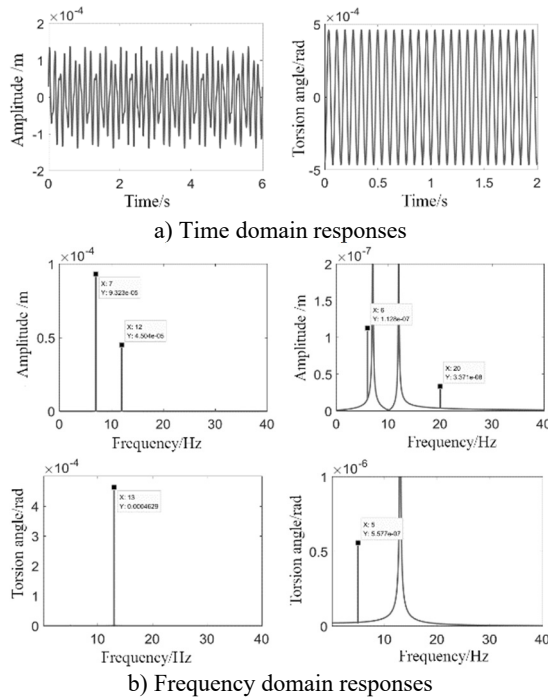 ×10⁻⁴
2
1
0
-1
-2
Amplitude /m
0 2 4 6
Time/s
×10⁻⁴
5
0
-5
Torsion angle/rad
0 0.5 1 1.5 2
Time/s
a) Time domain responses
×10⁻⁴
1
0.5
0
Amplitude /m
X: 7
Y: 9.323e-05
X: 12
Y: 4.504e-05
0 10 20 30 40
Frequency/Hz
×10⁻⁷
2
1.5
1
0.5
0
Amplitude /m
X: 6
Y: 1.128e-07
X: 20
Y: 3.371e-08
0 10 20 30 40
Frequency/Hz
×10⁻⁴
4
3
2
1
0
Torsion angle/rad
X: 13
Y: 0.0004629
10 20 30 40
Frequency/Hz
×10⁻⁶
1
0.5
0
Torsion angle/rad
X: 5
Y: 5.577e-07
10 20 30 40
Frequency/Hz
b) Frequency domain responses